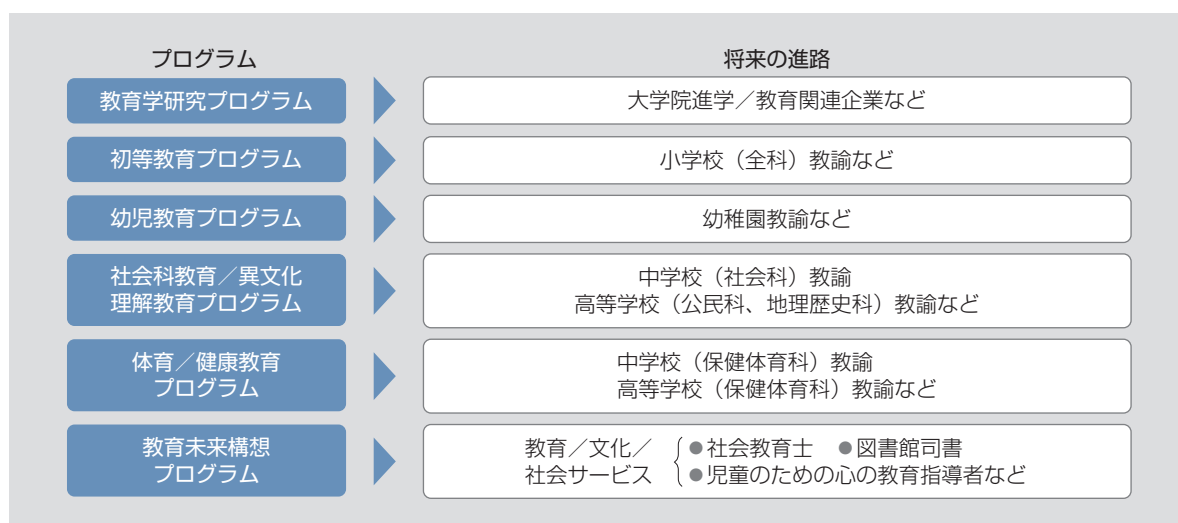 プログラム
将来の進路
教育学研究プログラム
大学院進学／教育関連企業など
初等教育プログラム
小学校（全科）教諭など
幼児教育プログラム
幼稚園教諭など
社会科教育／異文化
理解教育プログラム
中学校（社会科）教諭
高等学校（公民科、地理歴史科）教諭など
体育／健康教育
プログラム
中学校（保健体育科）教諭
高等学校（保健体育科）教諭など
教育未来構想
プログラム
教育／文化／
社会サービス
●社会教育士　●図書館司書
●児童のための心の教育指導者など